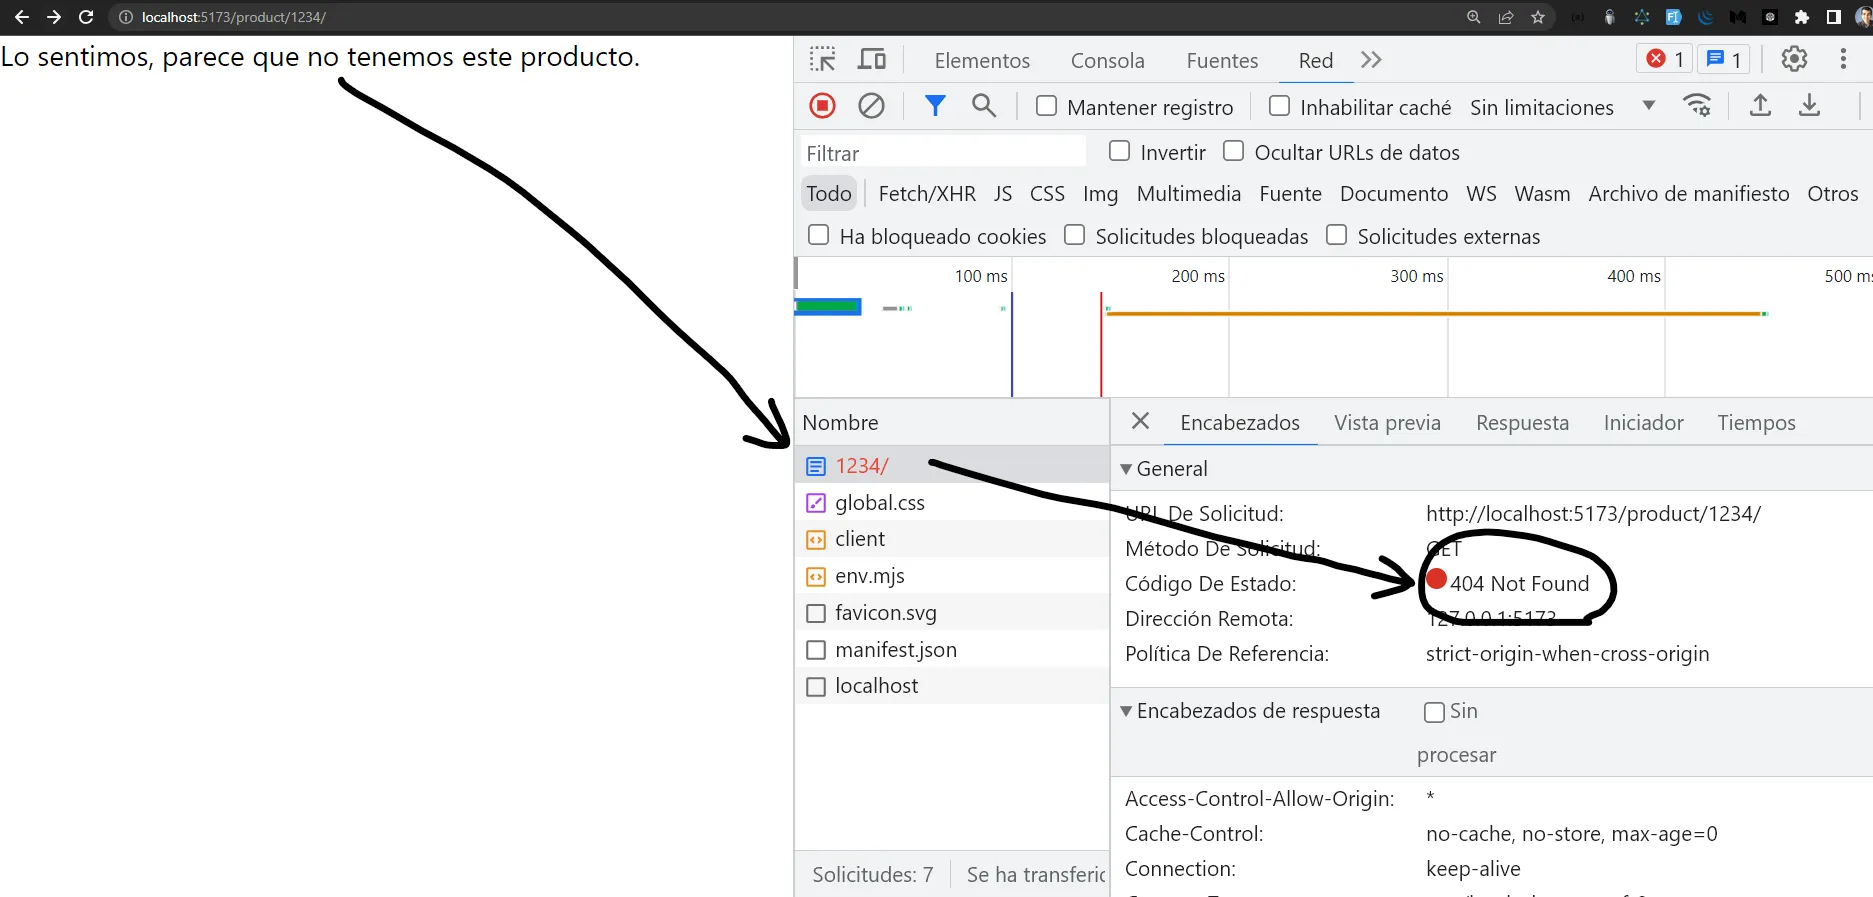 localhost:5173/product/1234/
Lo sentimos, parece que no tenemos este producto.
Elementos Consola Fuentes Red 1 1
Mantener registro Inhabilitar caché Sin limitaciones
Filtrar Invertir Ocultar URLs de datos
Todo Fetch/XHR JS CSS Img Multimedia Fuente Documento WS Wasm Archivo de manifiesto Otros
Ha bloqueado cookies Solicitudes bloqueadas Solicitudes externas
100 ms 200 ms 300 ms 400 ms 500 ms
Nombre
1234/
global.css
client
env.mjs
favicon.svg
manifest.json
localhost
Solicitudes: 7 Se ha transferic
Encabezados Vista previa Respuesta Iniciador Tiempos
General
URL De Solicitud: http://localhost:5173/product/1234/
Método De Solicitud: GET
Código De Estado: 404 Not Found
Dirección Remota: 127.0.0.1:5173
Política De Referencia: strict-origin-when-cross-origin
Encabezados de respuesta Sin
procesar
Access-Control-Allow-Origin: *
Cache-Control: no-cache, no-store, max-age=0
Connection: keep-alive